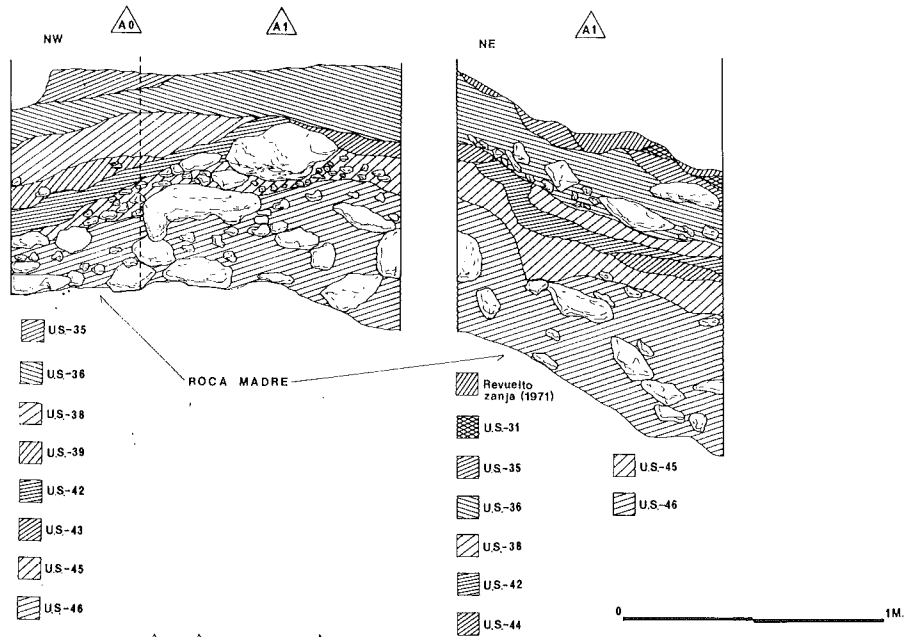 A0
A1
NW
NE
A1
ROCA MADRE
U.S.-35
U.S.-36
U.S.-38
U.S.-39
U.S.-42
U.S.-43
U.S.-45
U.S.-46
Revuelto
zanja (1971)
U.S.-31
U.S.-35
U.S.-36
U.S.-38
U.S.-42
U.S.-44
U.S.-45
U.S.-46
0
1M.